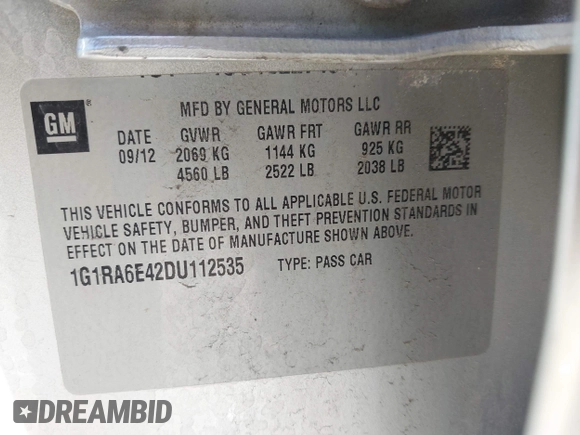 MFD BY GENERAL MOTORS LLC
GM®
DATE GVWR GAWR FRT GAWR RR
09/12 2069 KG 1144 KG 925 KG
4560 LB 2522 LB 2038 LB
THIS VEHICLE CONFORMS TO ALL APPLICABLE U.S. FEDERAL MOTOR
VEHICLE SAFETY, BUMPER, AND THEFT PREVENTION STANDARDS IN
EFFECT ON THE DATE OF MANUFACTURE SHOWN ABOVE.
1G1RA6E42DU112535 TYPE: PASS CAR
DREAMBID